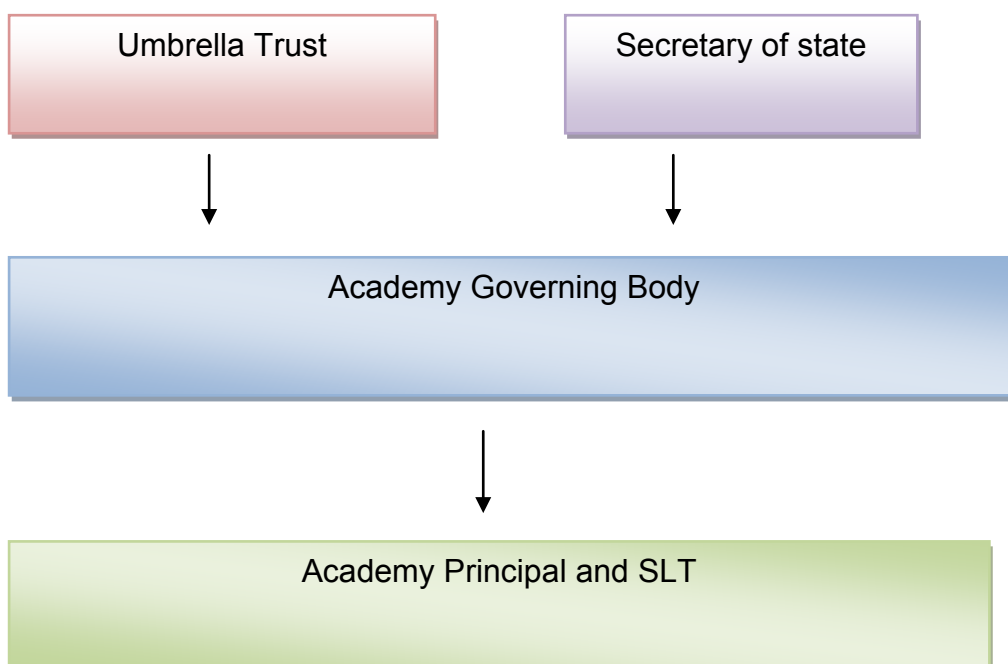 Umbrella Trust
Secretary of state
Academy Governing Body
Academy Principal and SLT